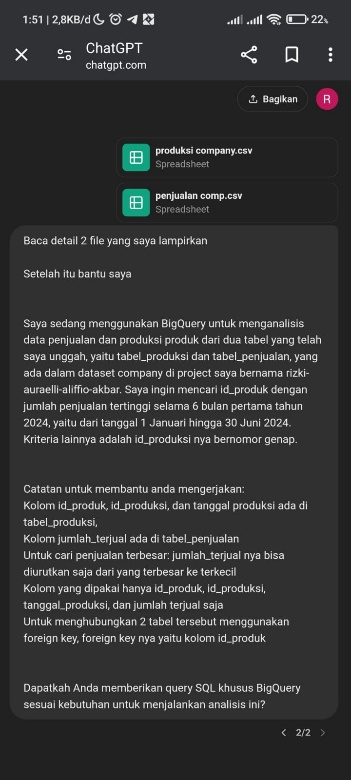 1:51 | 2,8KB/d
22%
ChatGPT
chatgpt.com
Bagikan
R
produksi company.csv
Spreadsheet
penjualan comp.csv
Spreadsheet
Baca detail 2 file yang saya lampirkan
Setelah itu bantu saya
Saya sedang menggunakan BigQuery untuk menganalisis
data penjualan dan produksi produk dari dua tabel yang telah
saya unggah, yaitu tabel_produksi dan tabel_penjualan, yang
ada dalam dataset company di project saya bernama rizki-
auraelli-aliffio-akbar. Saya ingin mencari id_produk dengan
jumlah penjualan tertinggi selama 6 bulan pertama tahun
2024, yaitu dari tanggal 1 Januari hingga 30 Juni 2024.
Kriteria lainnya adalah id_produksi nya bernomor genap.
Catatan untuk membantu anda mengerjakan:
Kolom id_produk, id_produksi, dan tanggal produksi ada di
tabel_produksi,
Kolom jumlah_terjual ada di tabel_penjualan
Untuk cari penjualan terbesar: jumlah_terjual nya bisa
diurutkan saja dari yang terbesar ke terkecil
Kolom yang dipakai hanya id_produk, id_produksi,
tanggal_produksi, dan jumlah terjual saja
Untuk menghubungkan 2 tabel tersebut menggunakan
foreign key, foreign key nya yaitu kolom id_produk
Dapatkah Anda memberikan query SQL khusus BigQuery
sesuai kebutuhan untuk menjalankan analisis ini?
2/2